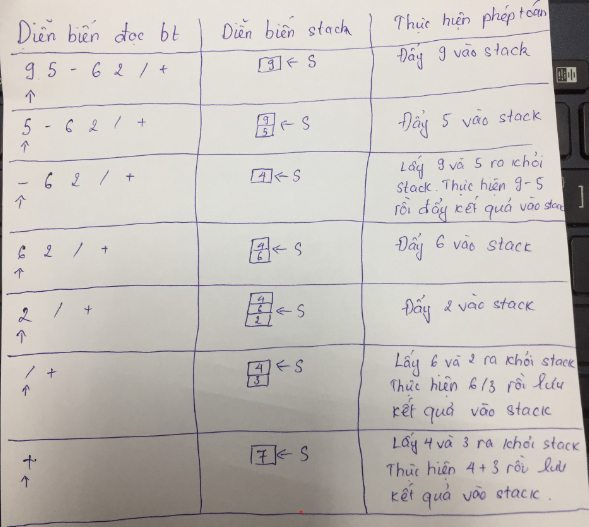 Diễn biến đọc bt
Diễn biến stack
Thực hiện phép toán
9 5 - 6 2 / +
↑
9 ← S
Đẩy 9 vào stack
5 - 6 2 / +
↑
9
5 ← S
Đẩy 5 vào stack
- 6 2 / +
↑
4 ← S
Lấy 9 và 5 ra khỏi
stack. Thực hiện 9-5
rồi đẩy kết quả vào stack
6 2 / +
↑
4
6 ← S
Đẩy 6 vào stack
2 / +
↑
4
6
2 ← S
Đẩy 2 vào stack
/ +
↑
4
3 ← S
Lấy 6 và 2 ra khỏi stack
Thực hiện 6/3 rồi lưu
kết quả vào stack
+
↑
7 ← S
Lấy 4 và 3 ra khỏi stack
Thực hiện 4+3 rồi lưu
kết quả vào stack.
]